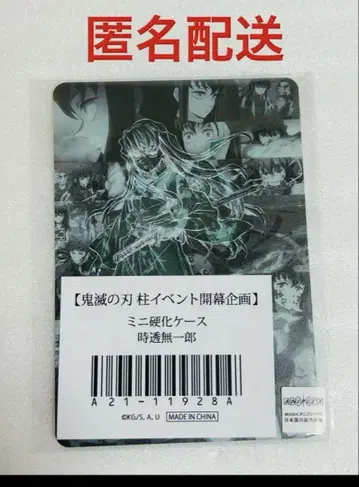 匿名配送
【鬼滅の刃 柱イベント開幕企画】
ミニ硬化ケース
時透無一郎
A21-11928A
©KG/S, A, U MADE IN CHINA